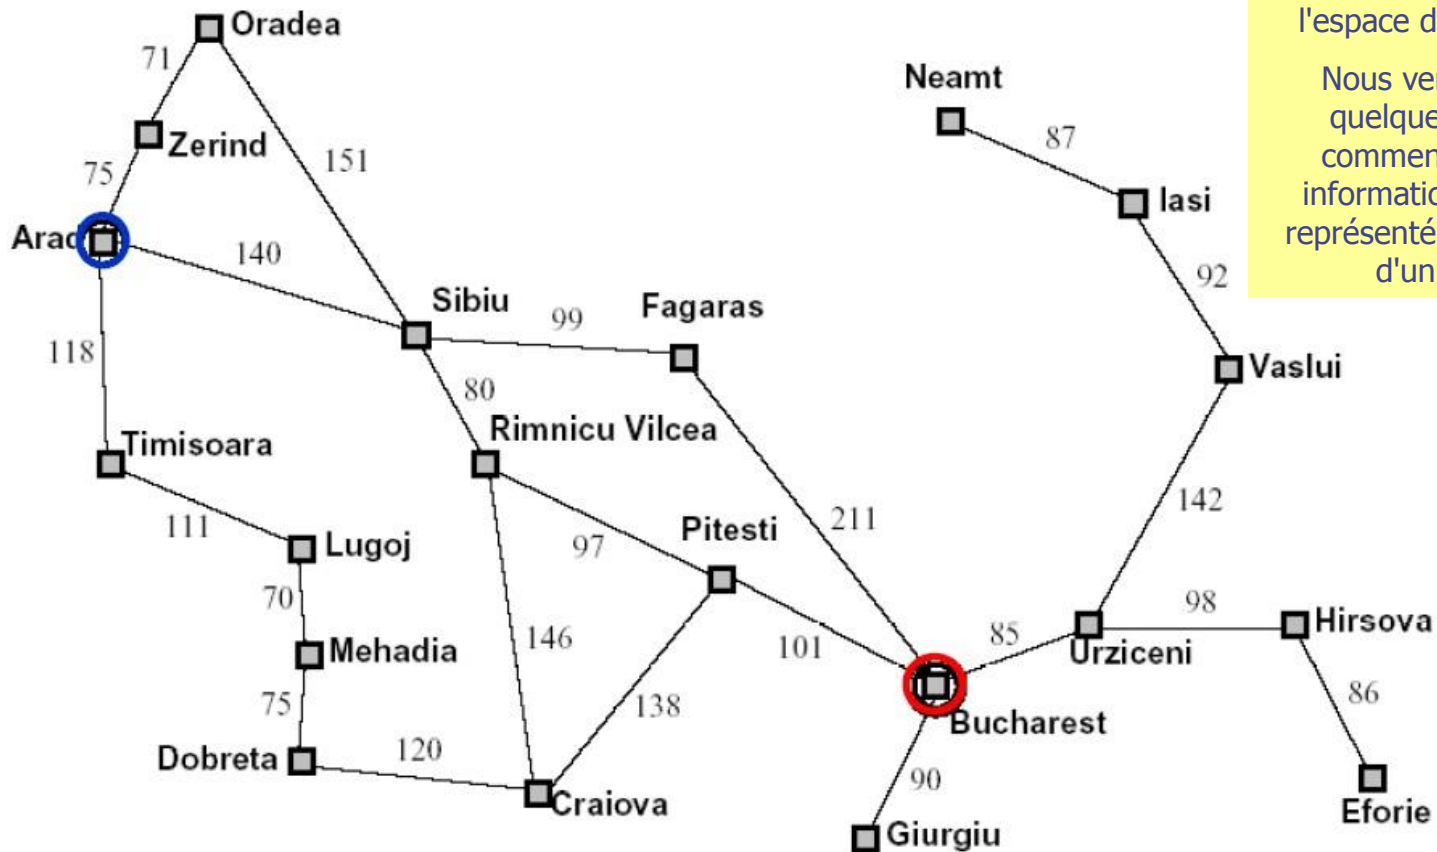 Oradea
71
Neamt
87
Zerind
151
75
Iasi
Arad
140
92
Sibiu
99
Fagaras
118
80
Vaslui
Timisoara
Rimnicu Vilcea
111
Lugoj
97
Pitesti
211
142
70
Mehadia
146
101
85
98
Hirsova
Urziceni
75
138
86
Bucharest
Dobreta
120
90
Craiova
Giurgiu
Eforie
l'espace d
Nous ve
quelque
commen
informatio
représenté
d'un